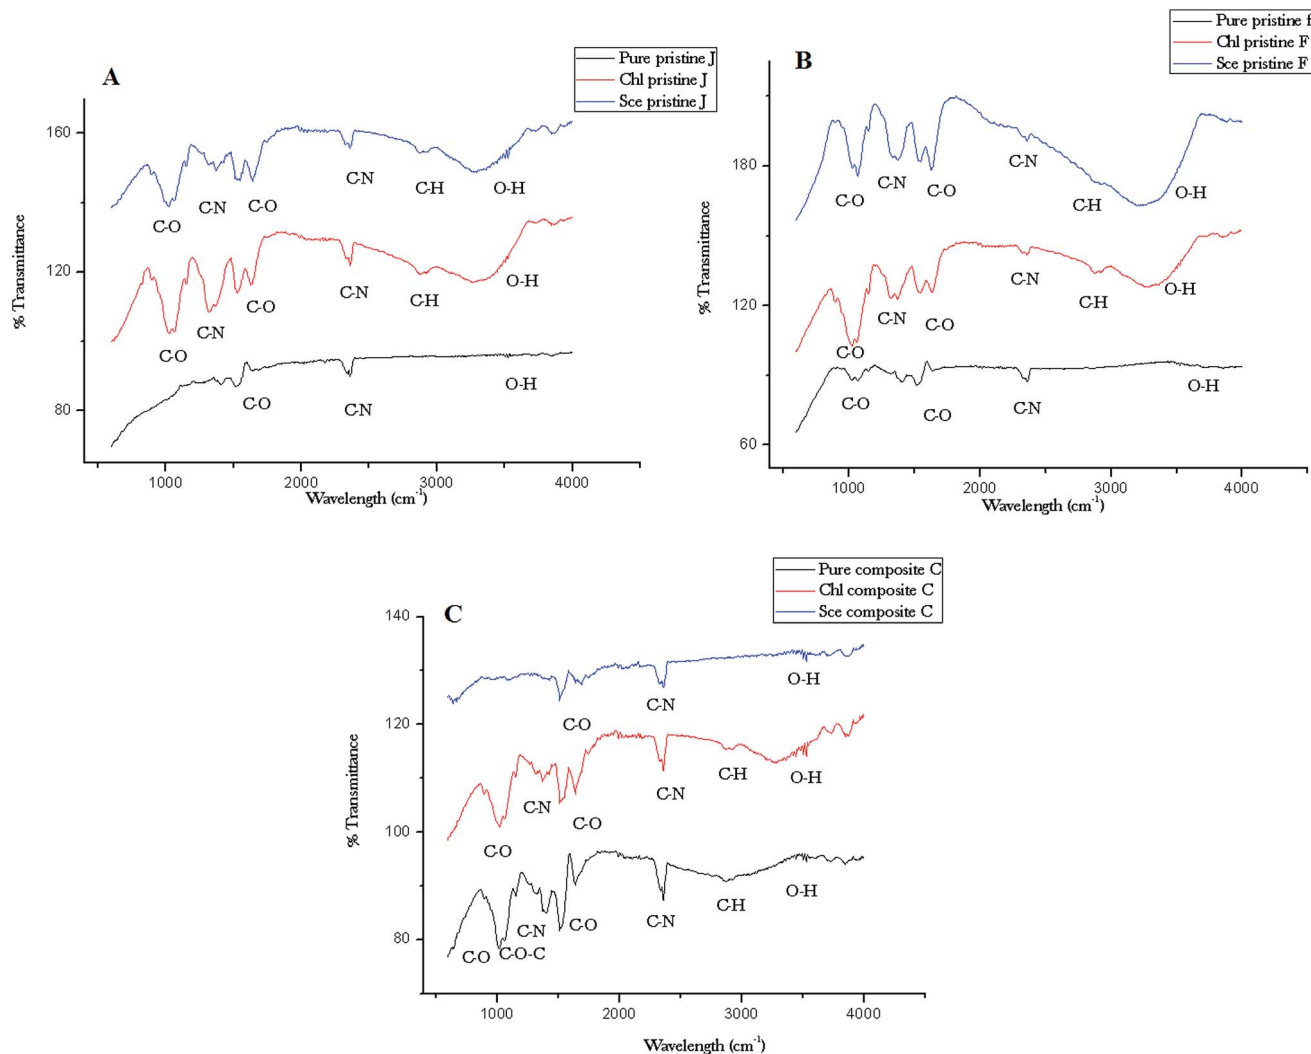 A
Pure pristine J
Chl pristine J
Sce pristine J
160
120
80
% Transmittance
C-O
C-N
C-O
C-N
C-H
O-H
C-O
C-N
C-O
C-N
C-H
O-H
C-O
C-N
O-H
1000
2000
3000
4000
Wavelength (cm-1)
B
Pure pristine f
Chl pristine F
Sce pristine F
180
120
60
% Transmittance
C-O
C-N
C-O
C-N
C-H
O-H
C-O
C-N
C-O
C-N
C-H
O-H
C-O
C-O
C-N
O-H
1000
2000
3000
4000
Wavelength (cm-1)
C
Pure composite C
Chl composite C
Sce composite C
140
120
100
80
% Transmittance
C-O
C-N
O-H
C-O
C-N
C-O
C-N
C-H
O-H
C-O
C-O-C
C-N
C-O
C-N
C-H
O-H
1000
2000
3000
4000
Wavelength (cm-1)